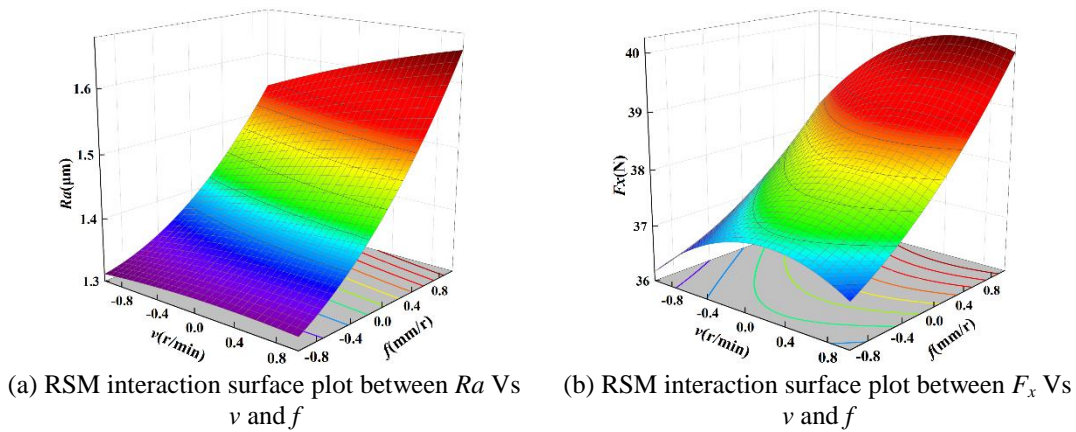 1.6
1.5
1.4
1.3
Ra(μm)
-0.8
-0.4
0.0
0.4
0.8
v(r/min)
-0.8
-0.4
0.0
0.4
0.8
f(mm/r)
40
39
38
37
36
Fx(N)
-0.8
-0.4
0.0
0.4
0.8
v(r/min)
-0.8
-0.4
0.0
0.4
0.8
f(mm/r)
(a) RSM interaction surface plot between Ra Vs
v and f
(b) RSM interaction surface plot between Fx Vs
v and f